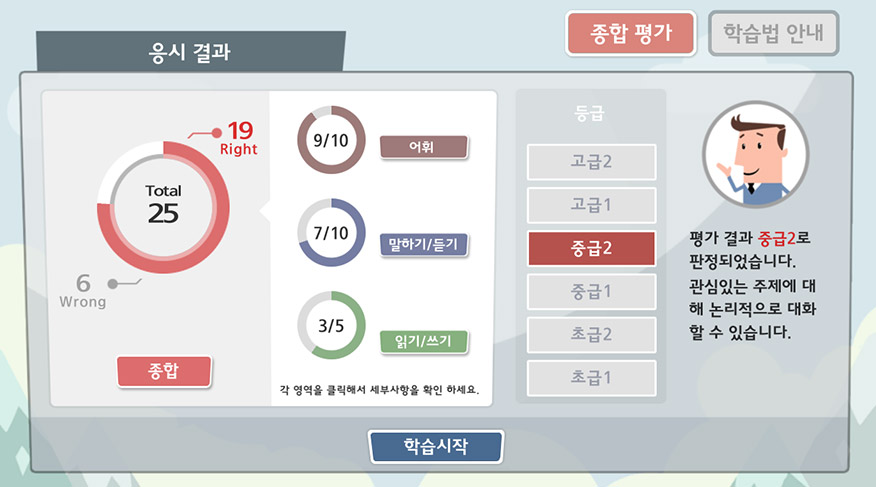 종합 평가
학습법 안내
응시 결과
19
Right
Total
25
6
Wrong
종합
9/10
어휘
7/10
말하기/듣기
3/5
읽기/쓰기
각 영역을 클릭해서 세부사항을 확인 하세요.
등급
고급2
고급1
중급2
중급1
초급2
초급1
평가 결과 중급2로
판정되었습니다.
관심있는 주제에 대
해 논리적으로 대화
할 수 있습니다.
학습시작